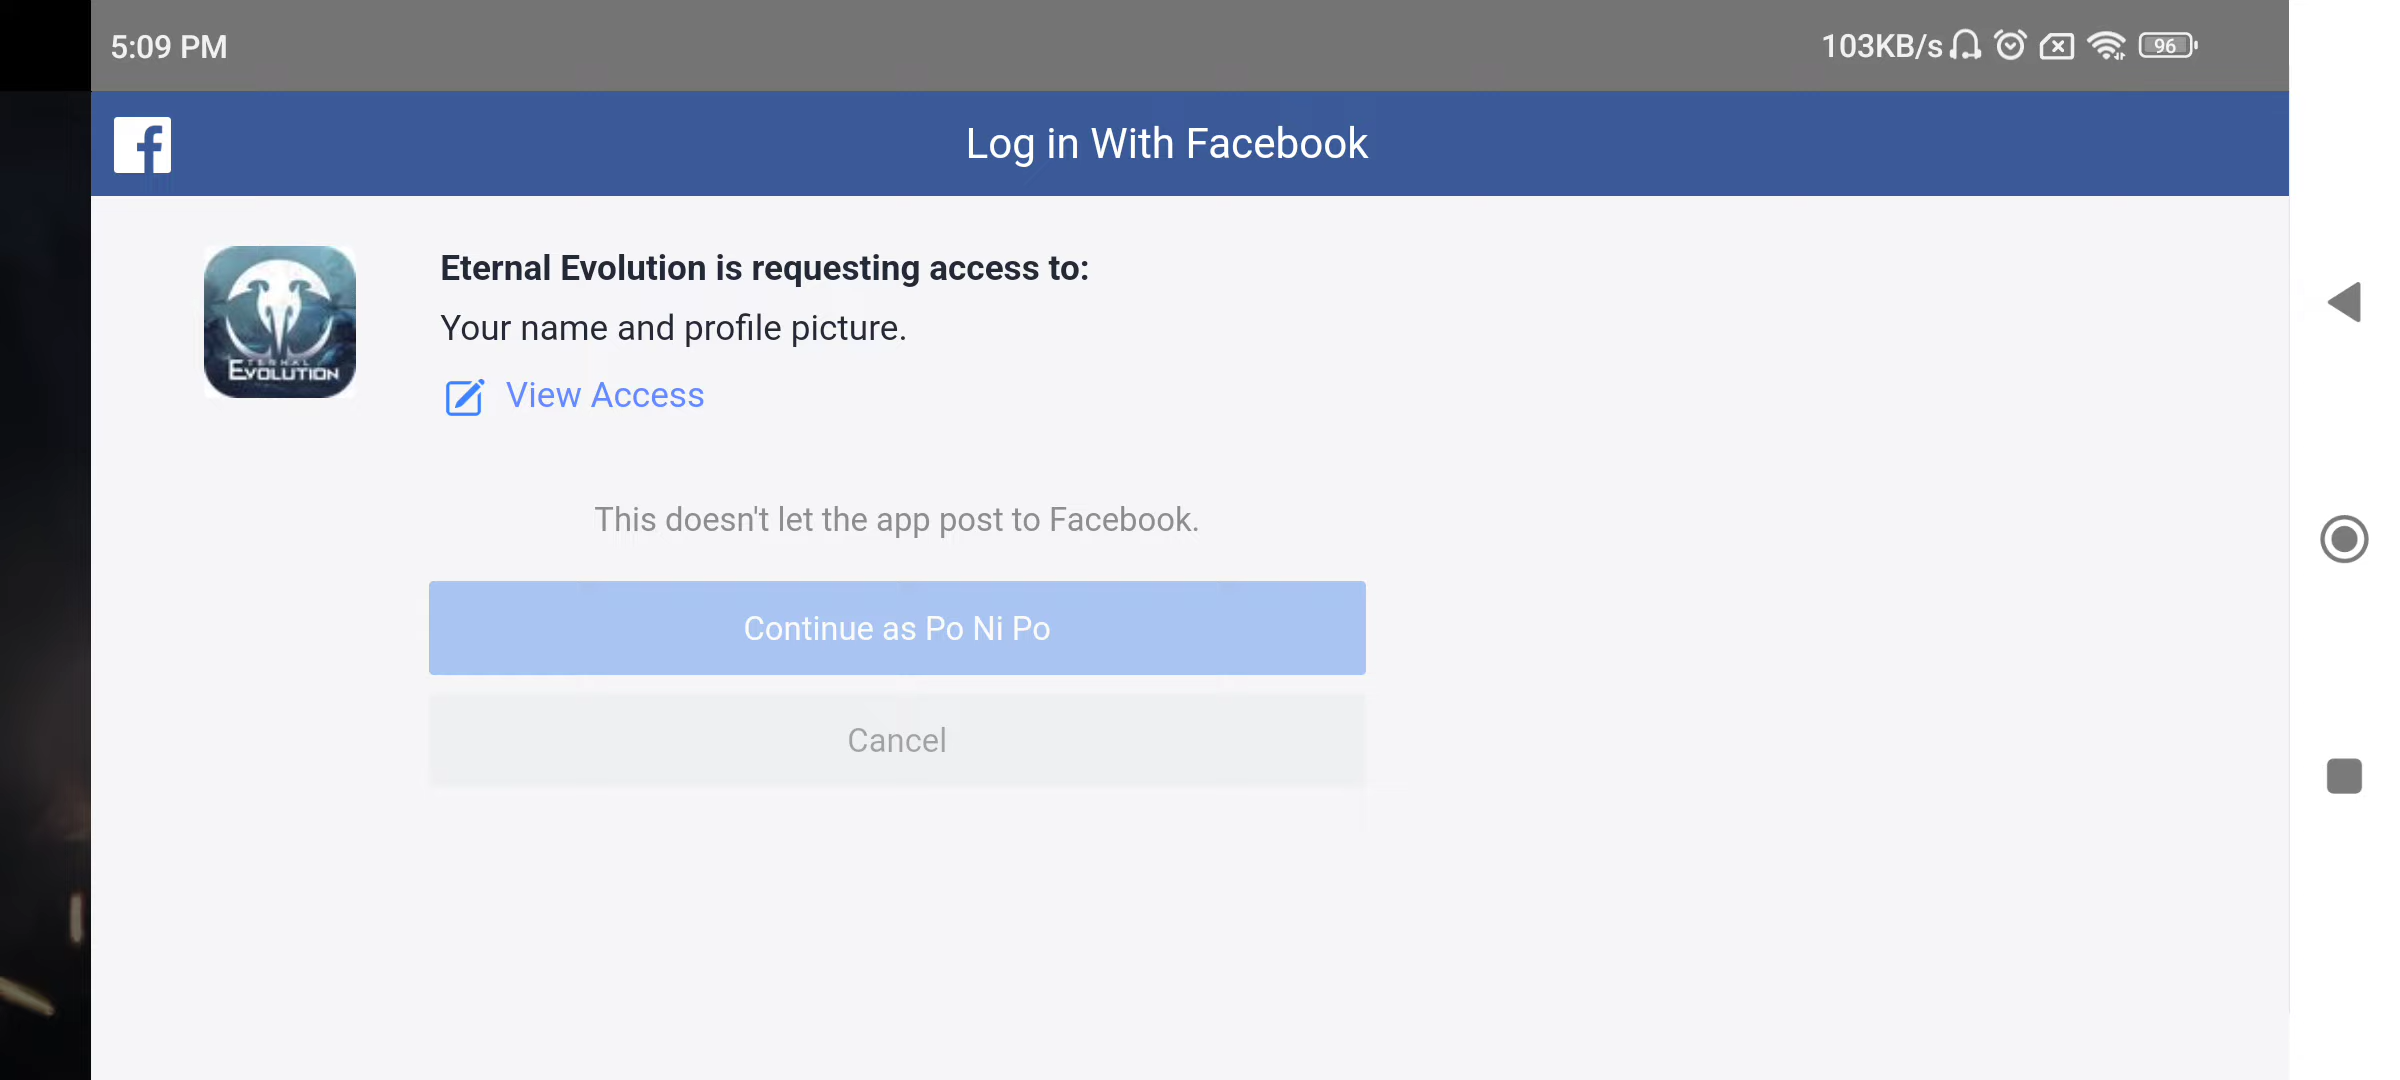 5:09 PM
103KB/s
96
Log in With Facebook
Eternal Evolution is requesting access to:
Your name and profile picture.
ETERNAL
EVOLUTION
View Access
This doesn't let the app post to Facebook.
Continue as Po Ni Po
Cancel